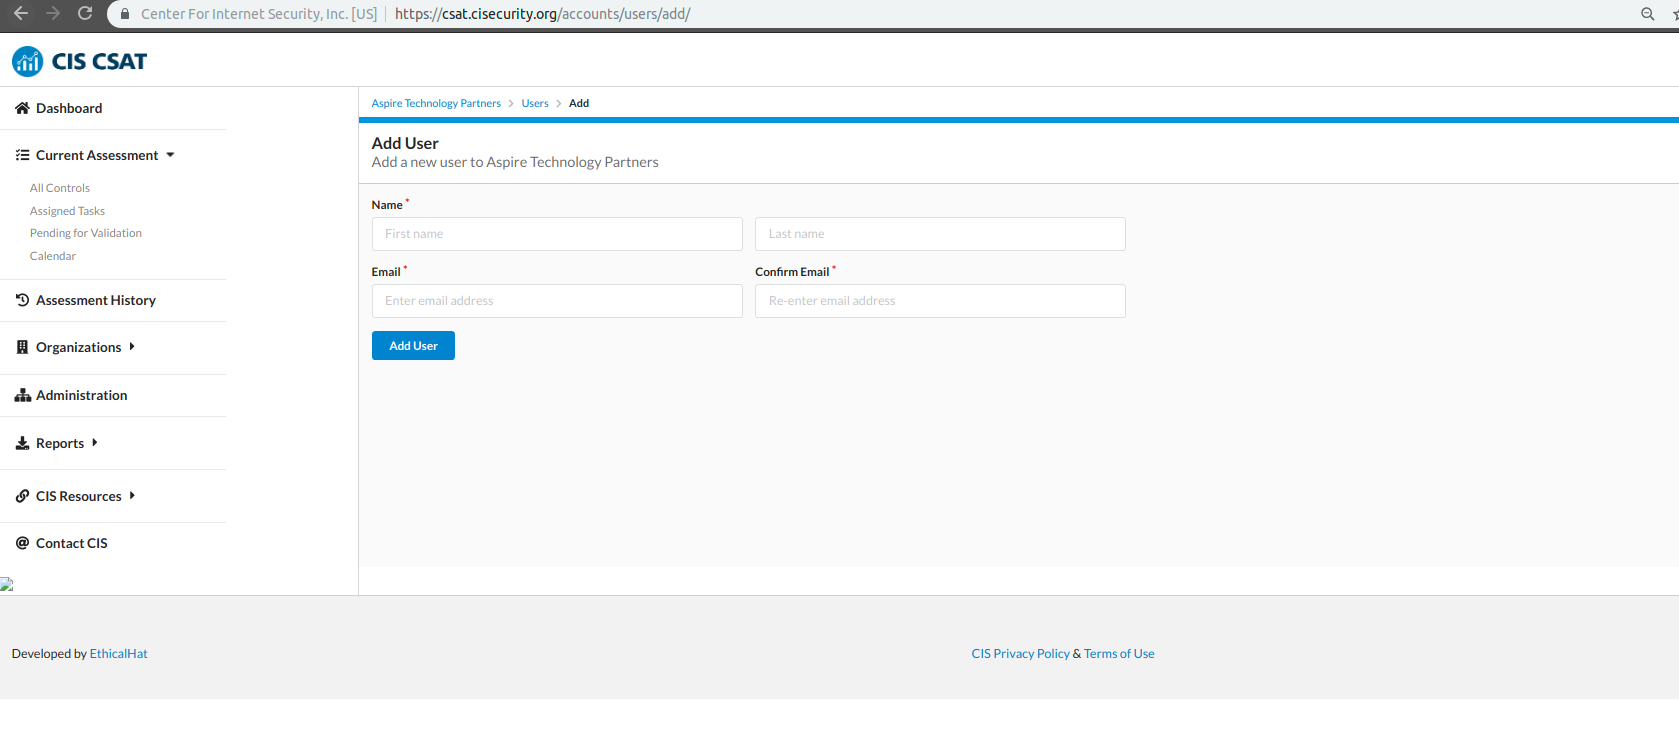 Center For Internet Security, Inc. [US] https://csat.cisecurity.org/accounts/users/add/
CIS CSAT
Dashboard
Current Assessment
All Controls
Assigned Tasks
Pending for Validation
Calendar
Assessment History
Organizations
Administration
Reports
CIS Resources
Contact CIS
Aspire Technology Partners > Users > Add
Add User
Add a new user to Aspire Technology Partners
Name *
First name Last name
Email * Confirm Email *
Enter email address Re-enter email address
Add User
Developed by EthicalHat CIS Privacy Policy & Terms of Use